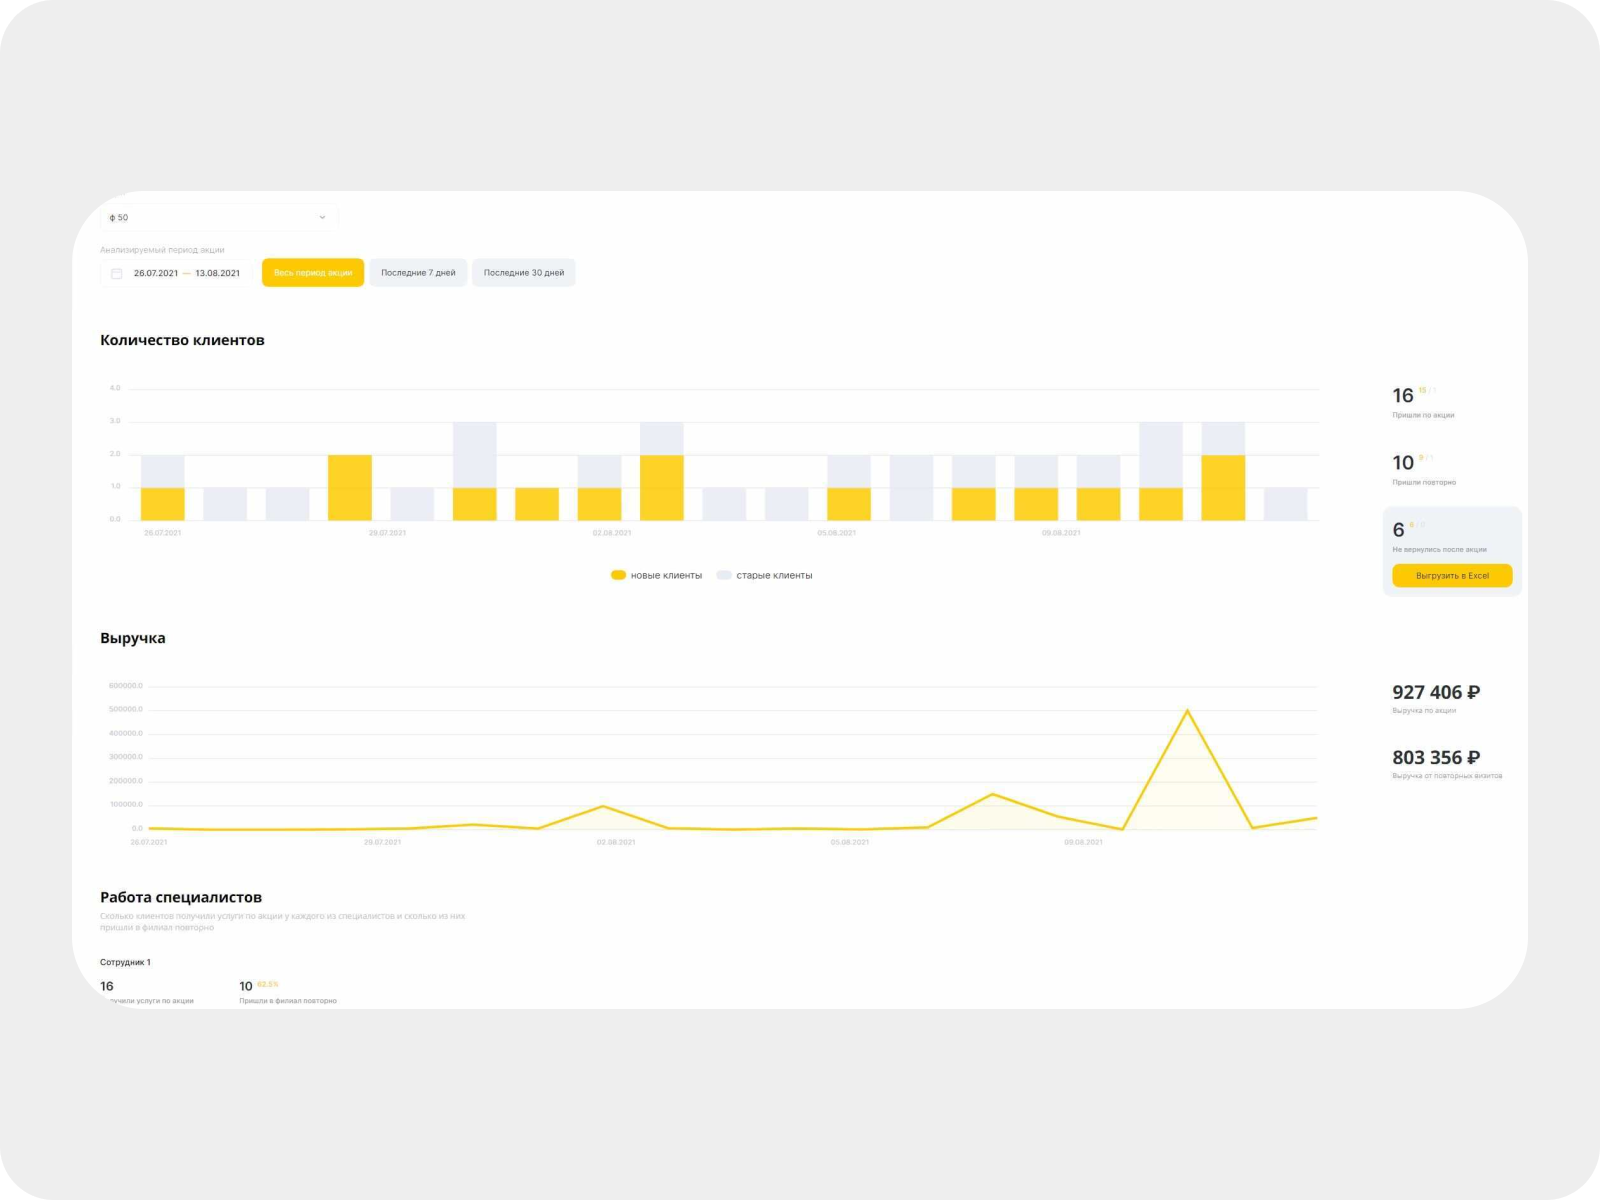 ф 50
Анализируемый период акции
26.07.2021 — 13.08.2021
Весь период акции
Последние 7 дней
Последние 30 дней
Количество клиентов
4.0
3.0
2.0
1.0
0.0
26.07.2021
29.07.2021
02.08.2021
05.08.2021
09.08.2021
новые клиенты
старые клиенты
16 15 / 1
Пришли по акции
10 9 / 1
Пришли повторно
6 6 / 0
Не вернулись после акции
Выгрузить в Excel
Выручка
600000.0
500000.0
400000.0
300000.0
200000.0
100000.0
0.0
26.07.2021
29.07.2021
02.08.2021
05.08.2021
09.08.2021
927 406 ₽
Выручка по акции
803 356 ₽
Выручка от повторных визитов
Работа специалистов
Сколько клиентов получили услуги по акции у каждого из специалистов и сколько из них
пришли в филиал повторно
Сотрудник 1
16
услуги по акции
10 62.5%
Пришли в филиал повторно